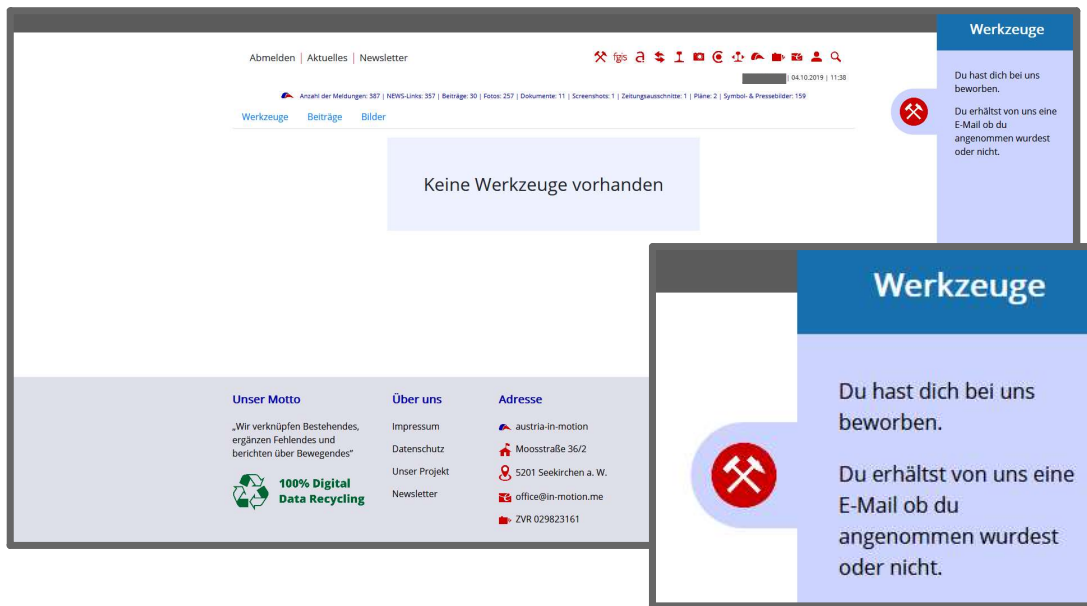 Werkzeuge
Abmelden | Aktuelles | Newsletter
fgis
| 04.10.2019 | 11:38
Anzahl der Meldungen: 387 | NEWS-Links: 357 | Beiträge: 30 | Fotos: 257 | Dokumente: 11 | Screenshots: 1 | Zeitungsausschnitte: 1 | Pläne: 2 | Symbol- & Pressebilder: 159
Werkzeuge Beiträge Bilder
Du hast dich bei uns
beworben.
Du erhältst von uns eine
E-Mail ob du
angenommen wurdest
oder nicht.
Keine Werkzeuge vorhanden
Unser Motto
„Wir verknüpfen Bestehendes,
ergänzen Fehlendes und
berichten über Bewegendes“
100% Digital
Data Recycling
Über uns
Impressum
Datenschutz
Unser Projekt
Newsletter
Adresse
austria-in-motion
Moosstraße 36/2
5201 Seekirchen a. W.
office@in-motion.me
ZVR 029823161
Werkzeuge
Du hast dich bei uns
beworben.
Du erhältst von uns eine
E-Mail ob du
angenommen wurdest
oder nicht.